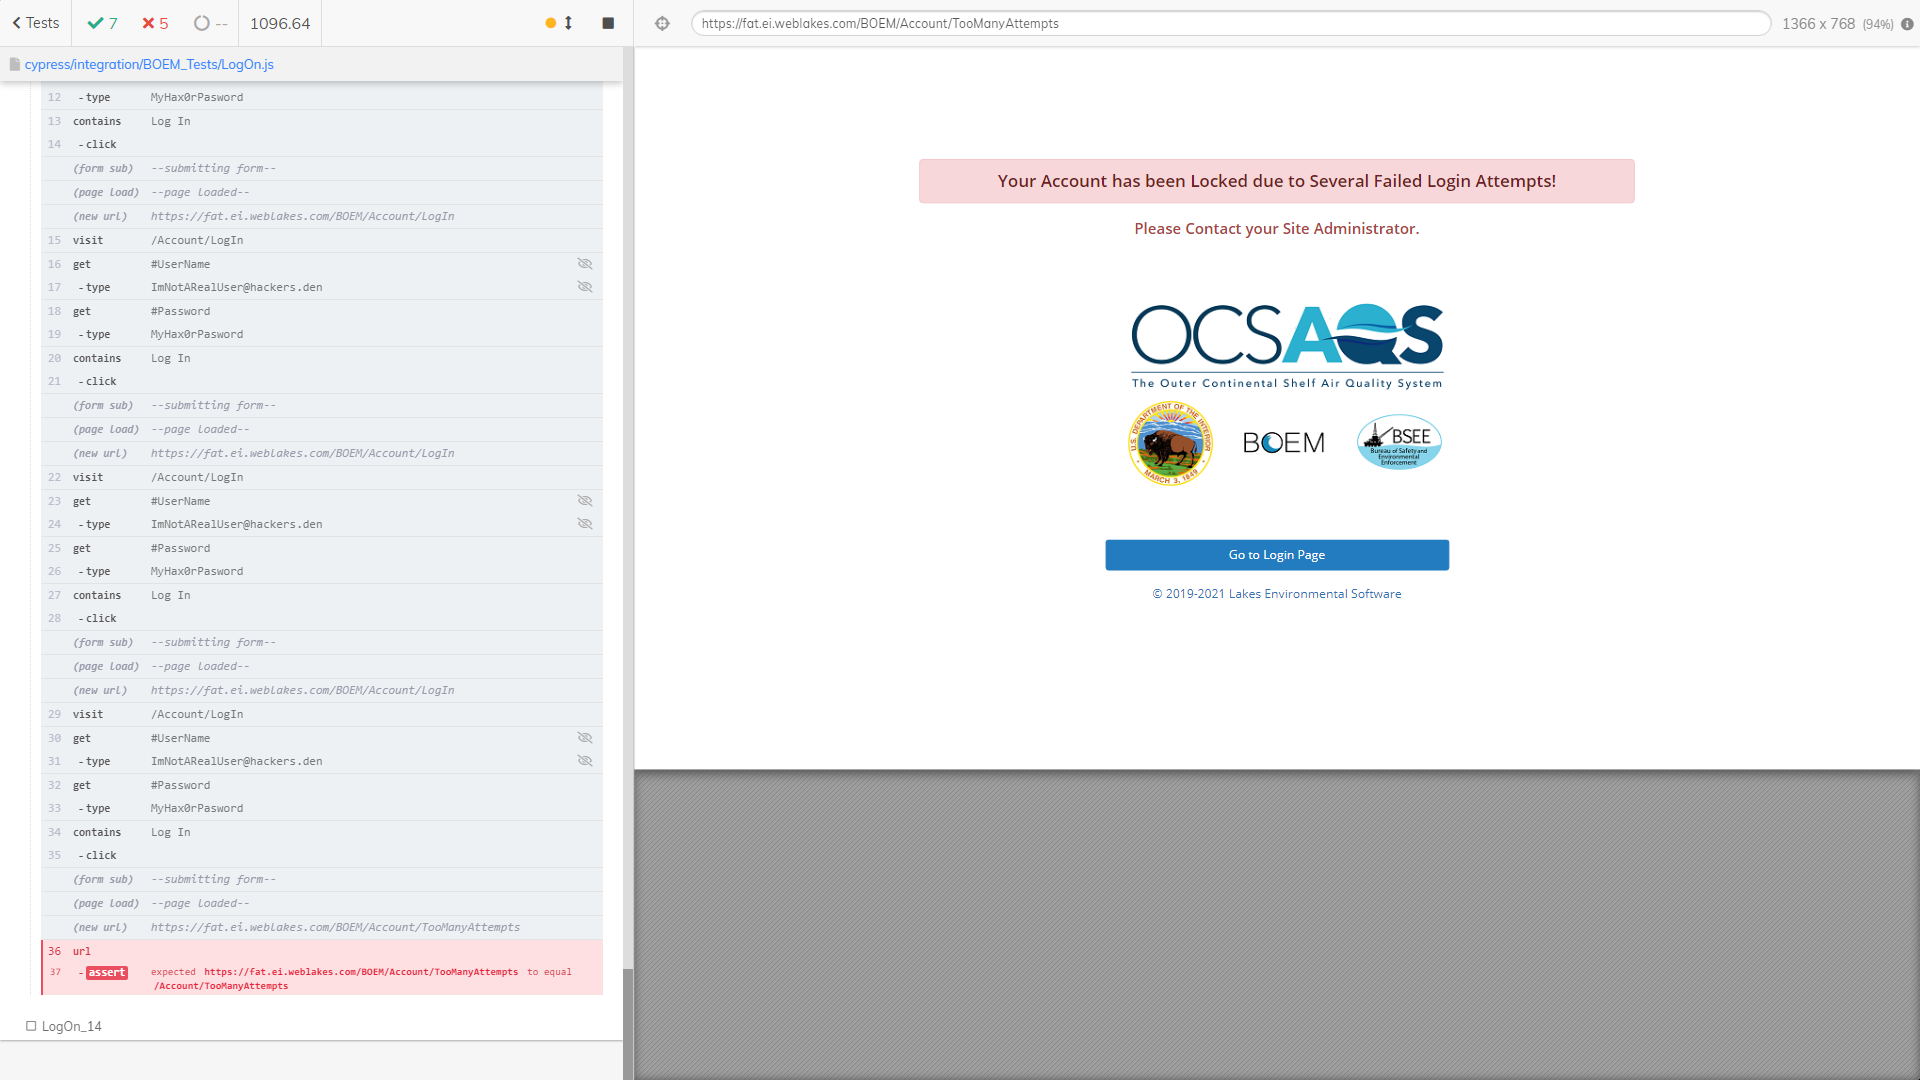 Tests
7
5
--
1096.64
https://fat.ei.weblakes.com/BOEM/Account/TooManyAttempts
1366 x 768 (94%)
cypress/integration/BOEM_Tests/LogOn.js
12 -type MyHax0rPasword
13 contains Log In
14 -click
(form sub) --submitting form--
(page load) --page loaded--
(new url) https://fat.ei.weblakes.com/BOEM/Account/LogIn
15 visit /Account/LogIn
16 get #UserName
17 -type ImNotARealUser@hackers.den
18 get #Password
19 -type MyHax0rPasword
20 contains Log In
21 -click
(form sub) --submitting form--
(page load) --page loaded--
(new url) https://fat.ei.weblakes.com/BOEM/Account/LogIn
22 visit /Account/LogIn
23 get #UserName
24 -type ImNotARealUser@hackers.den
25 get #Password
26 -type MyHax0rPasword
27 contains Log In
28 -click
(form sub) --submitting form--
(page load) --page loaded--
(new url) https://fat.ei.weblakes.com/BOEM/Account/LogIn
29 visit /Account/LogIn
30 get #UserName
31 -type ImNotARealUser@hackers.den
32 get #Password
33 -type MyHax0rPasword
34 contains Log In
35 -click
(form sub) --submitting form--
(page load) --page loaded--
(new url) https://fat.ei.weblakes.com/BOEM/Account/TooManyAttempts
36 url
37 -assert expected https://fat.ei.weblakes.com/BOEM/Account/TooManyAttempts to equal
/Account/TooManyAttempts
LogOn_14
Your Account has been Locked due to Several Failed Login Attempts!
Please Contact your Site Administrator.
OCSAQS
The Outer Continental Shelf Air Quality System
U.S. DEPARTMENT OF THE INTERIOR
MARCH 3, 1849
BOEM
BSEE
Bureau of Safety and
Environmental
Enforcement
Go to Login Page
© 2019-2021 Lakes Environmental Software